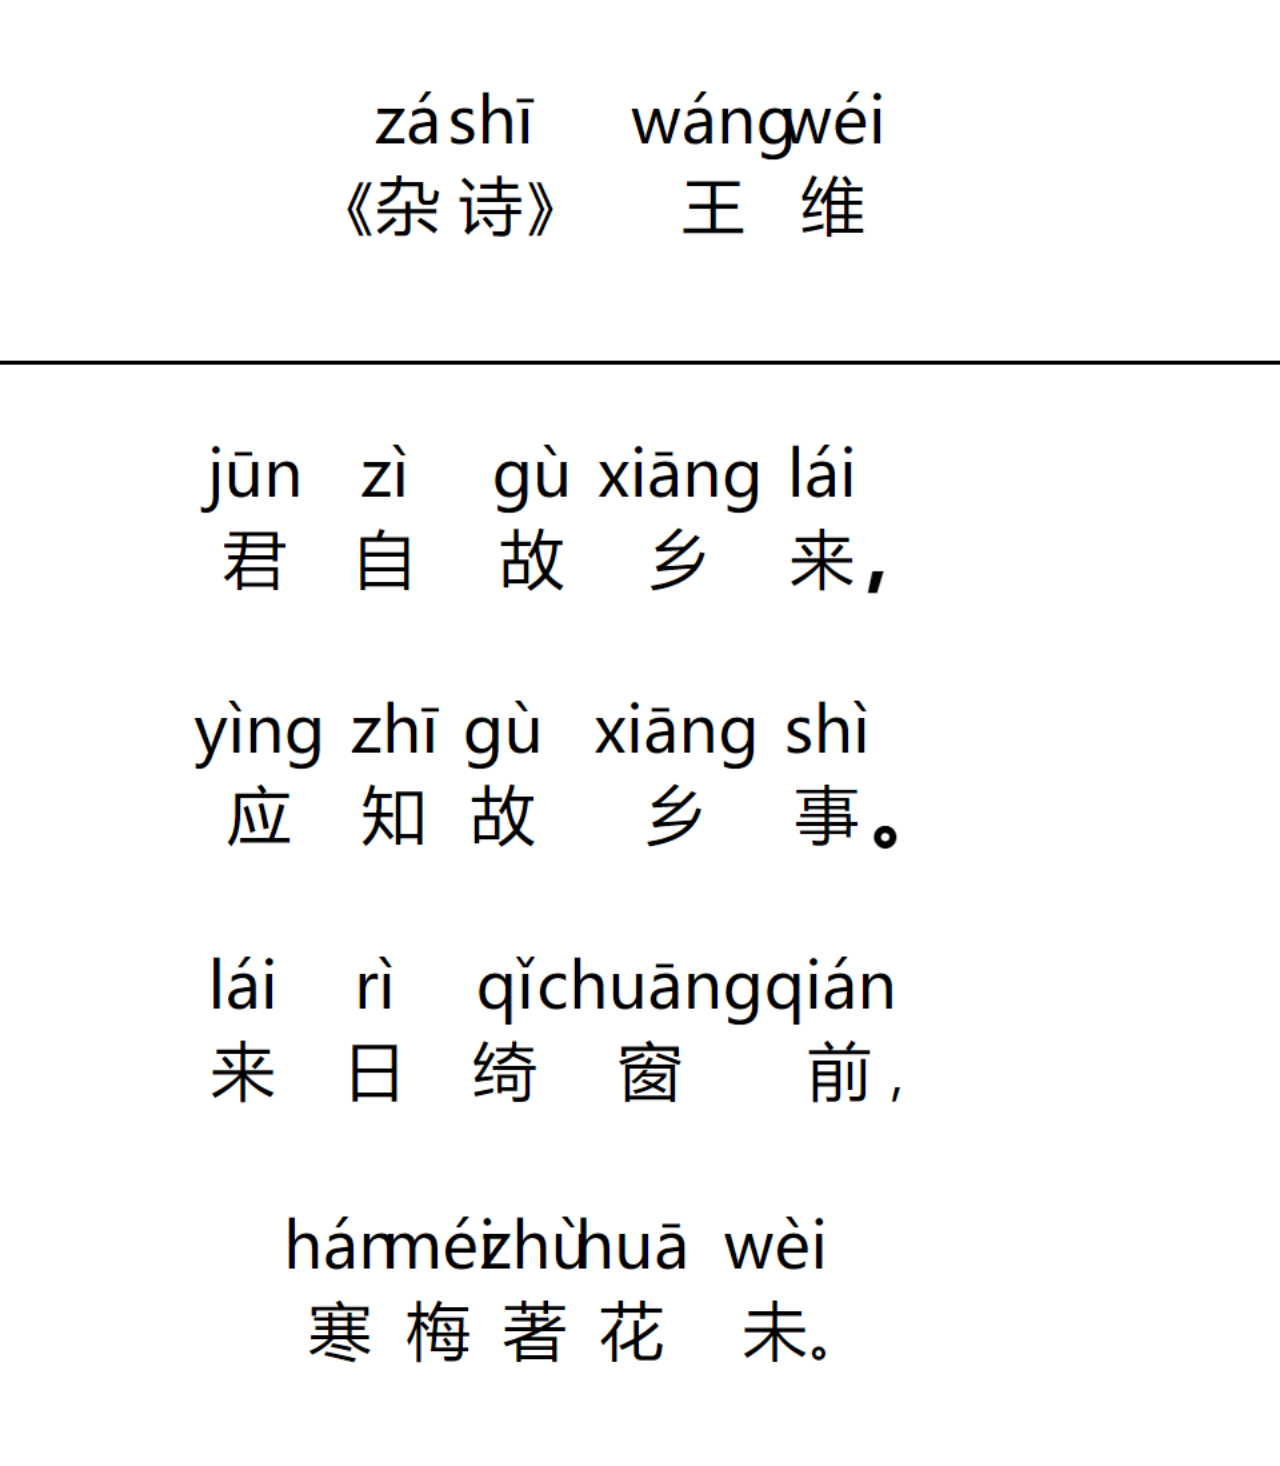 zá shī wáng wéi
《杂 诗》 王 维
jūn zì gù xiāng lái
君 自 故 乡 来,
yìng zhī gù xiāng shì
应 知 故 乡 事。
lái rì qǐ chuāng qián
来 日 绮 窗 前,
hán méi zhù huā wèi
寒 梅 著 花 未。